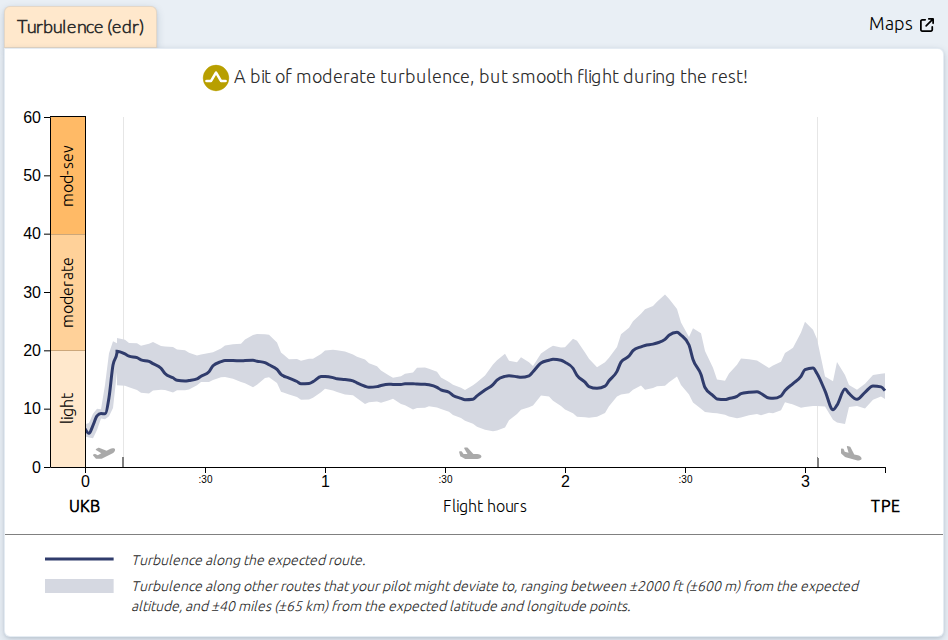 Turbulence (edr)
Maps
A bit of moderate turbulence, but smooth flight during the rest!
60
50
40
30
20
10
0
mod-sev
moderate
light
0
:30
1
:30
2
:30
3
UKB
Flight hours
TPE
Turbulence along the expected route.
Turbulence along other routes that your pilot might deviate to, ranging between ±2000 ft (±600 m) from the expected
altitude, and ±40 miles (±65 km) from the expected latitude and longitude points.